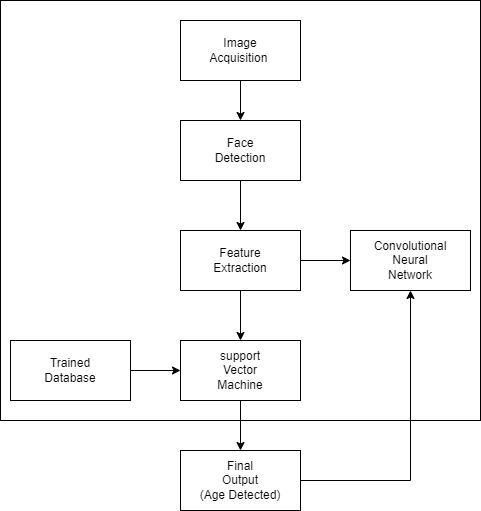 Image
Acquisition
Face
Detection
Feature
Extraction
Convolutional
Neural
Network
Trained
Database
support
Vector
Machine
Final
Output
(Age Detected)